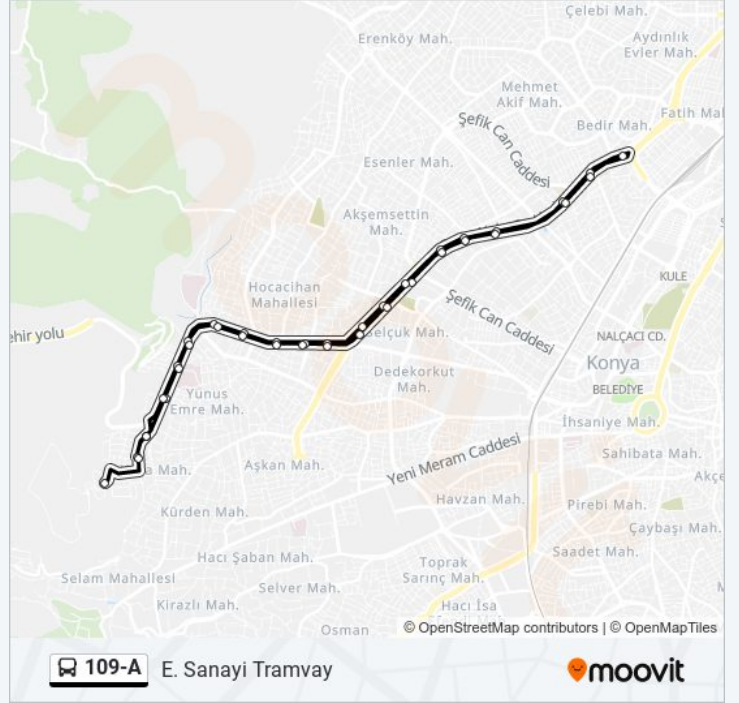 Çelebi Mah.
Erenköy Mah.
Aydınlık
Evler Mah.
Mehmet
Akif Mah.
Fatih Mal
Şefik Can Caddesi
Bedir Mah.
Esenler Mah.
Akşemsettin
Mah.
KULE
Hocacihan
Mahallesi
Şefik Can Caddesi
ehir yolu
Selçuk Mah.
NALÇACI CD.
Konya
Dedekorkut
Mah.
BELEDİYE
Yunus
Emre Mah.
İhsaniye Mah.
Yeni Meram Caddesi
Sahibata Mah.
a Mah.
Aşkan Mah.
Akçe
Havzan Mah.
Pirebi Mah.
Kürden Mah.
Çaybaşı Mah.
Hacı Şaban Mah.
Saadet Mah.
Toprak
Sarınç Mah.
Selam Mahallesi
Selver Mah.
Kirazlı Mah.
Hacı İsa
Osman
© OpenStreetMap contributors | © OpenMapTiles
109-A E. Sanayi Tramvay
moovit